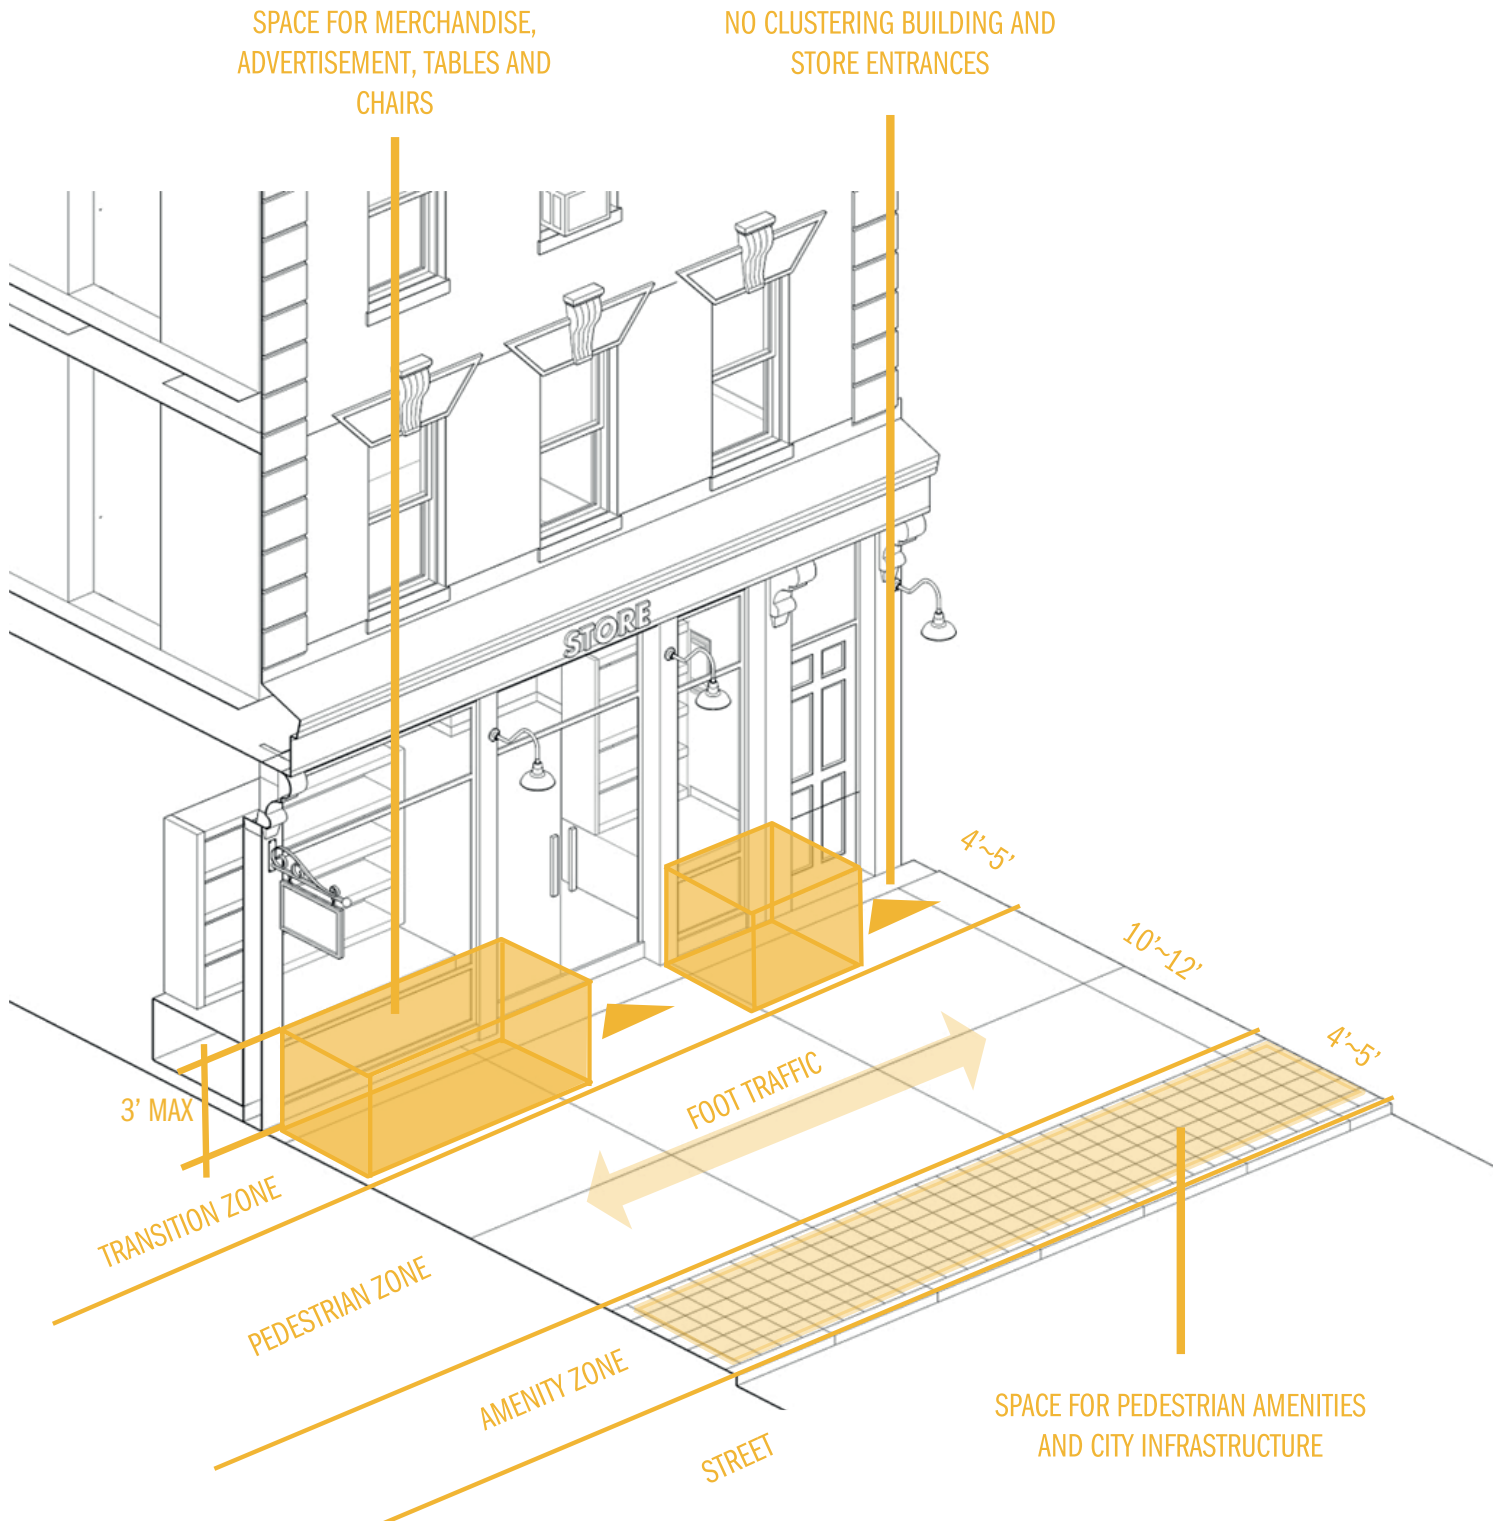 SPACE FOR MERCHANDISE,
ADVERTISEMENT, TABLES AND
CHAIRS
NO CLUSTERING BUILDING AND
STORE ENTRANCES
STORE
4'~5'
10'~12'
4'~5'
FOOT TRAFFIC
3' MAX
TRANSITION ZONE
PEDESTRIAN ZONE
AMENITY ZONE
STREET
SPACE FOR PEDESTRIAN AMENITIES
AND CITY INFRASTRUCTURE